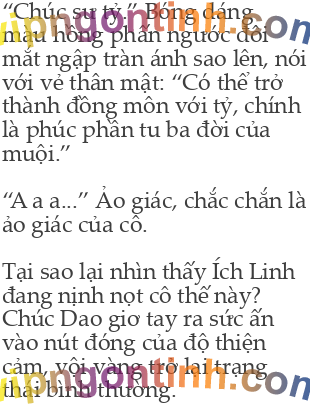 “Chúc sư tỷ.” Bóng dáng
màu hồng phấn ngước đôi
mắt ngập tràn ánh sao lên, nói
với vẻ thân mật: “Có thể trở
thành đồng môn với tỷ, chính
là phúc phần tu ba đời của
muội.”
“A a a...” Ảo giác, chắc chắn là
ảo giác của cô.
Tại sao lại nhìn thấy Ích Linh
đang nịnh nọt cô thế này?
Chúc Dao giơ tay ra sức ấn
vào nút đóng của độ thiện
cảm, vội vàng trở lại trạng
thái bình thường.
vipngontinh.com
vipngontinh.com